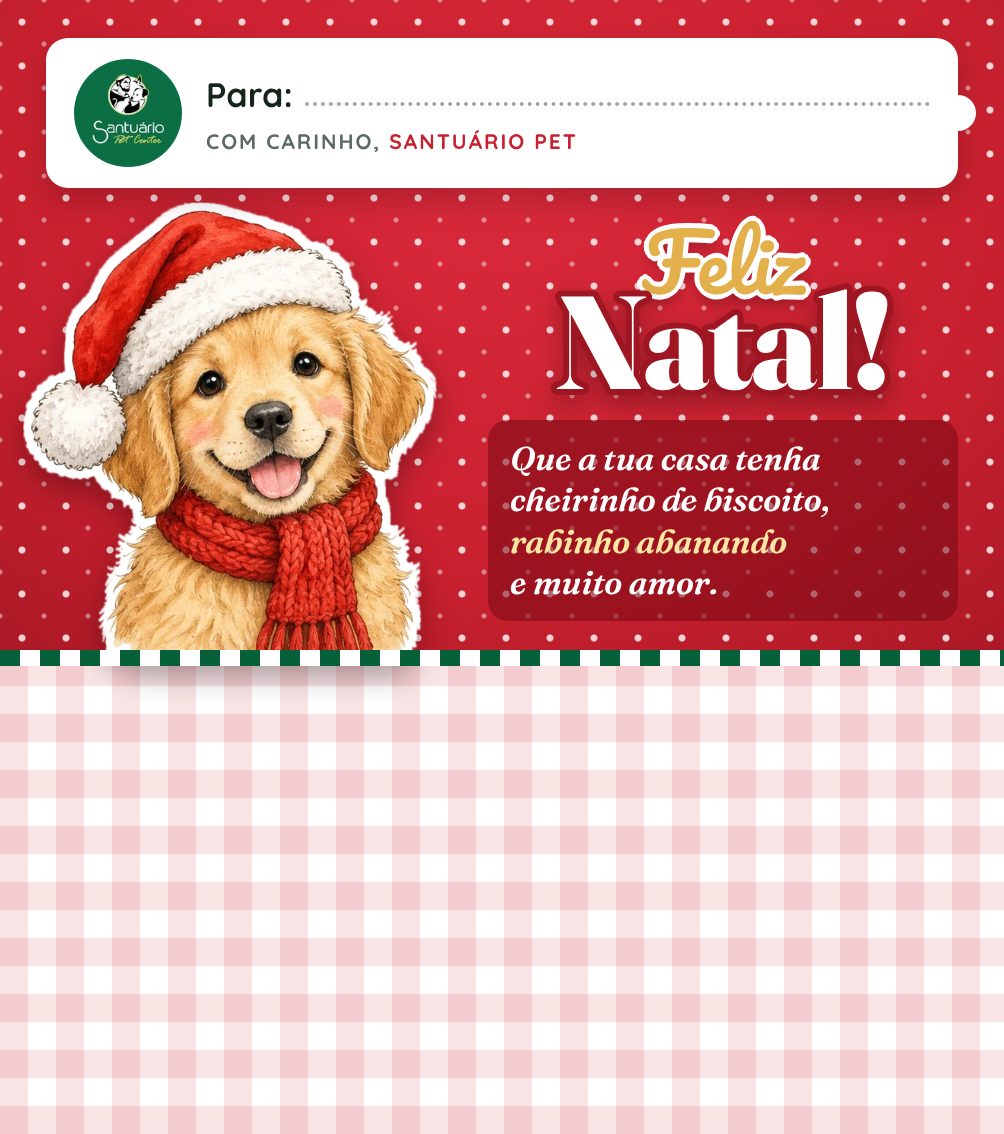 Santuário
Pet Center
Para:
COM CARINHO, SANTUÁRIO PET
Feliz
Natal!
Que a tua casa tenha
cheirinho de biscoito,
rabinho abanando
e muito amor.